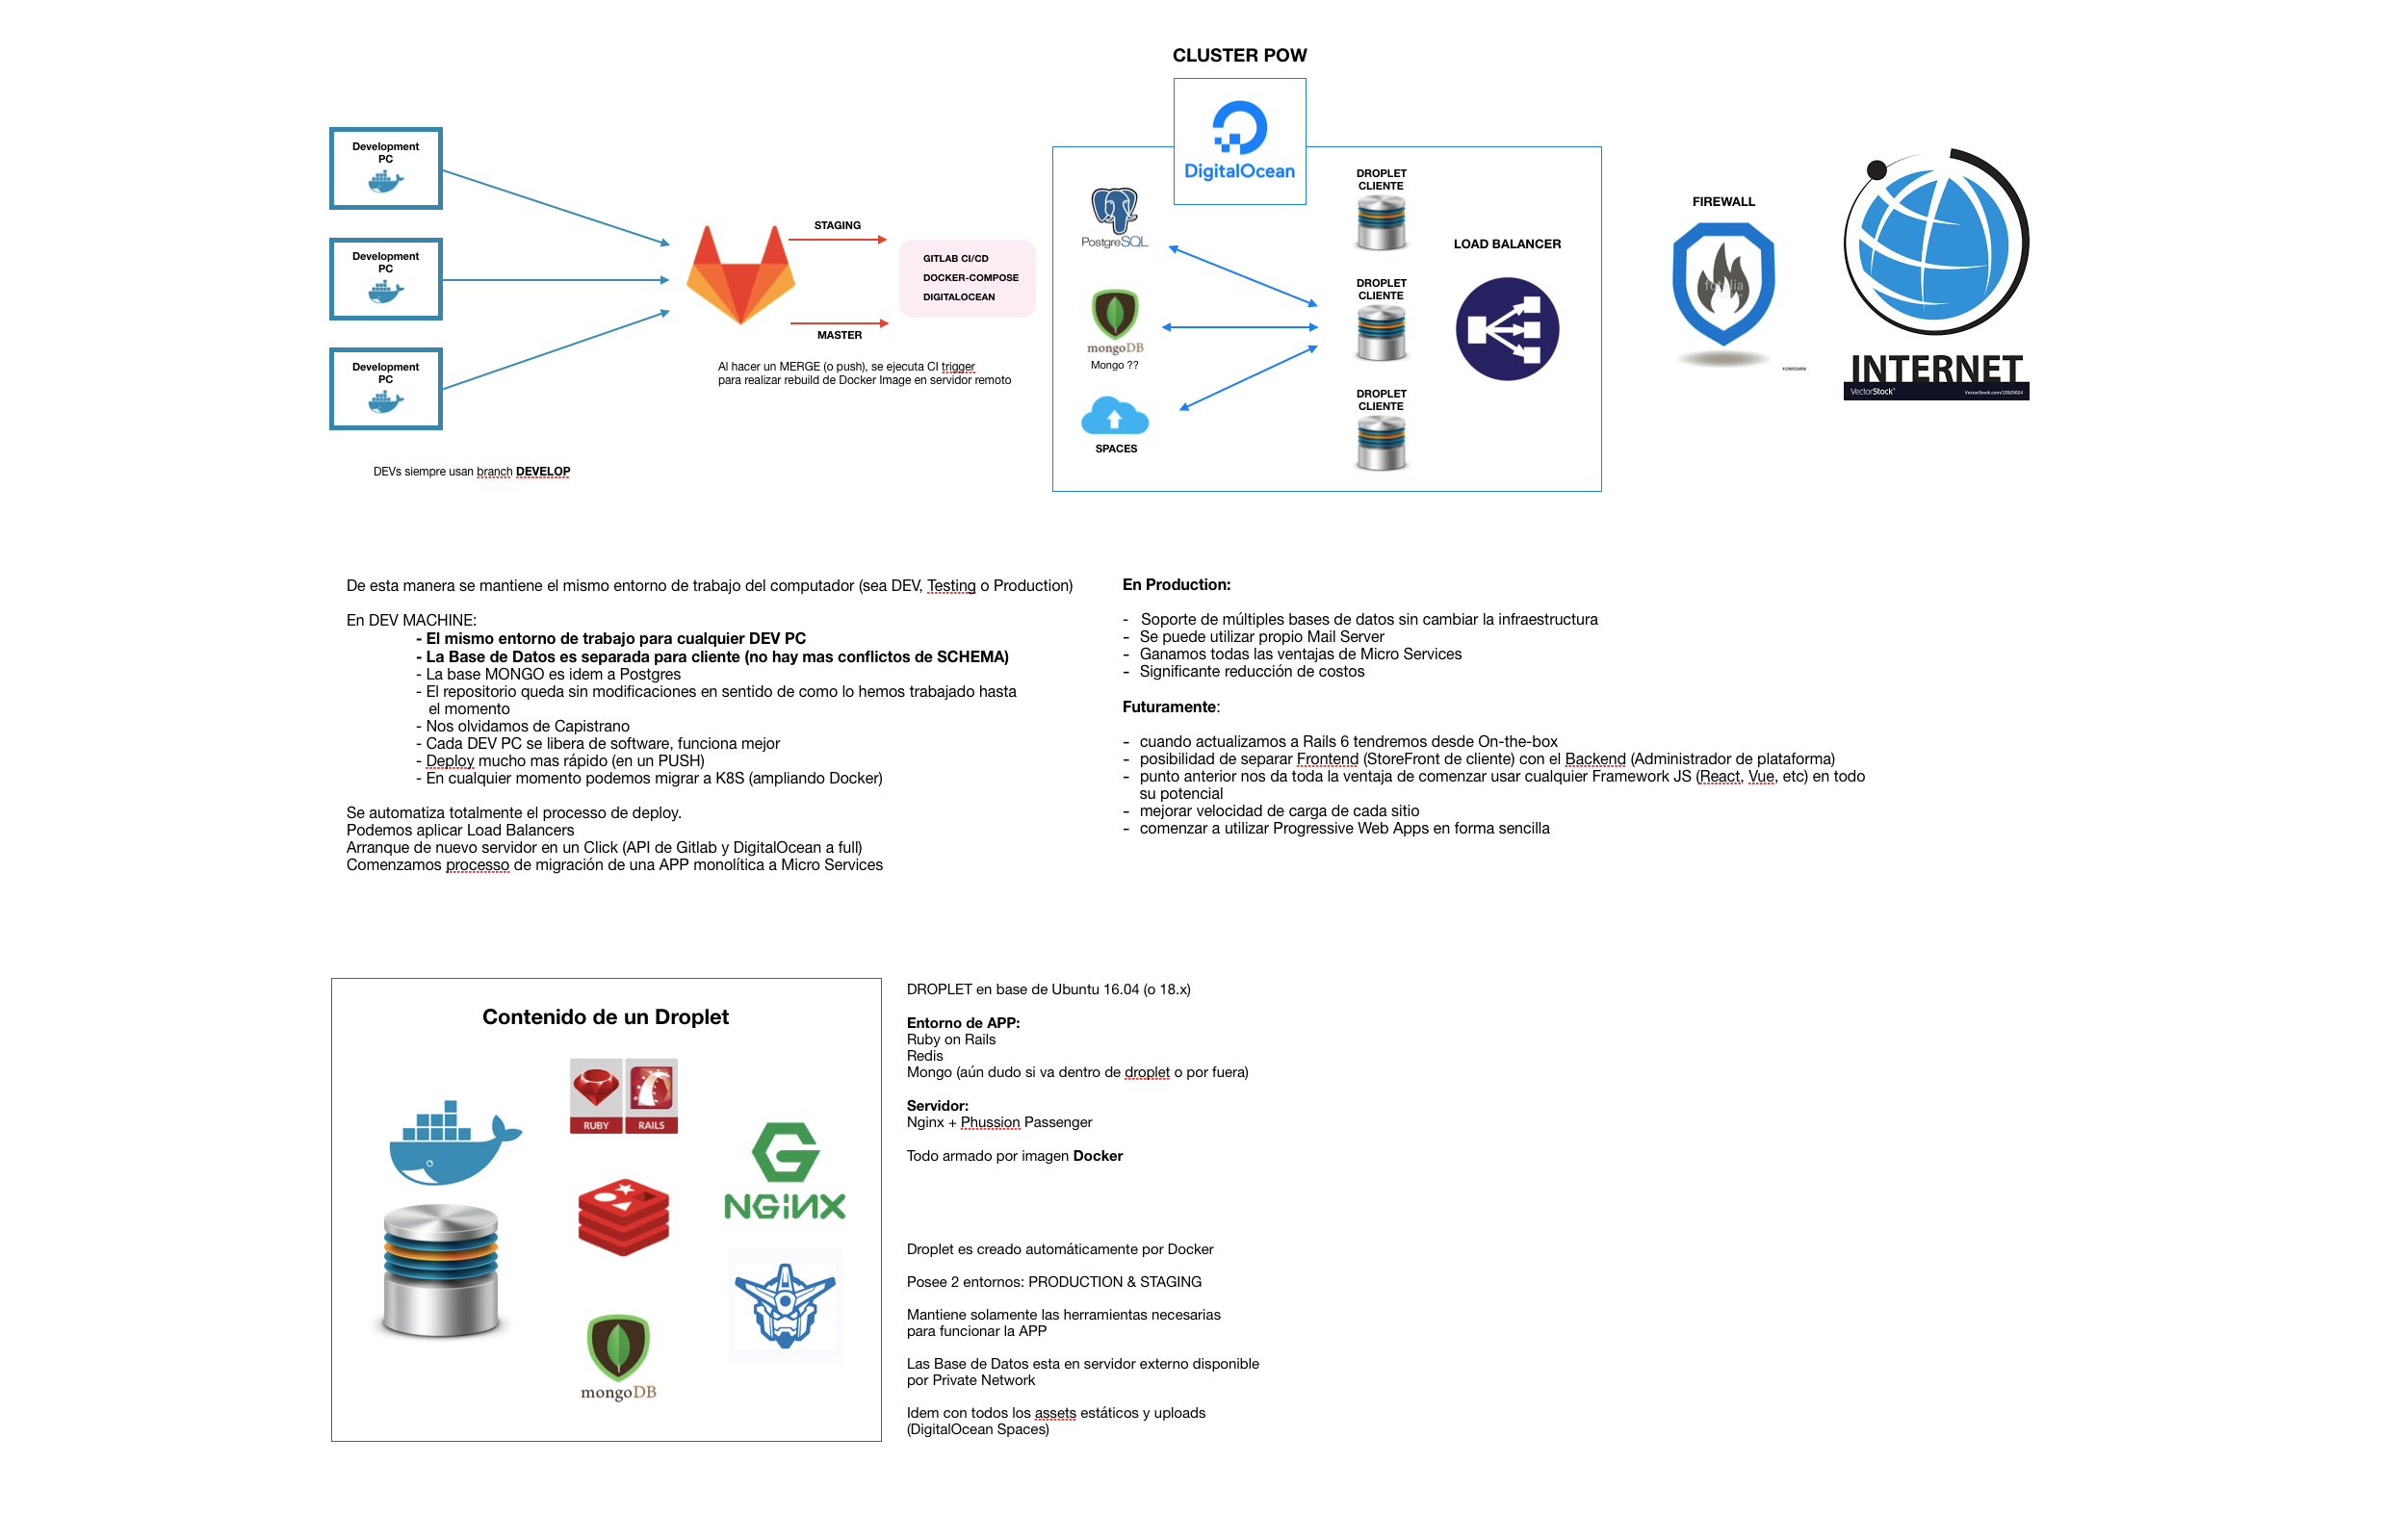 CLUSTER POW
DigitalOcean
Development
PC
Development
PC
Development
PC
DEVs siempre usan branch DEVELOP
STAGING
MASTER
GITLAB CI/CD
DOCKER-COMPOSE
DIGITALOCEAN
Al hacer un MERGE (o push), se ejecuta CI trigger
para realizar rebuild de Docker Image en servidor remoto
PostgreSQL
mongoDB
Mongo ??
SPACES
DROPLET
CLIENTE
DROPLET
CLIENTE
DROPLET
CLIENTE
LOAD BALANCER
FIREWALL
fotolia
INTERNET
VectorStock®
VectorStock.com/12025024
De esta manera se mantiene el mismo entorno de trabajo del computador (sea DEV, Testing o Production)
En DEV MACHINE:
- El mismo entorno de trabajo para cualquier DEV PC
- La Base de Datos es separada para cliente (no hay mas conflictos de SCHEMA)
- La base MONGO es idem a Postgres
- El repositorio queda sin modificaciones en sentido de como lo hemos trabajado hasta
el momento
- Nos olvidamos de Capistrano
- Cada DEV PC se libera de software, funciona mejor
- Deploy mucho mas rápido (en un PUSH)
- En cualquier momento podemos migrar a K8S (ampliando Docker)
Se automatiza totalmente el processo de deploy.
Podemos aplicar Load Balancers
Arranque de nuevo servidor en un Click (API de Gitlab y DigitalOcean a full)
Comenzamos processo de migración de una APP monolítica a Micro Services
En Production:
- Soporte de múltiples bases de datos sin cambiar la infraestructura
- Se puede utilizar propio Mail Server
- Ganamos todas las ventajas de Micro Services
- Significante reducción de costos
Futuramente:
- cuando actualizamos a Rails 6 tendremos desde On-the-box
- posibilidad de separar Frontend (StoreFront de cliente) con el Backend (Administrador de plataforma)
- punto anterior nos da toda la ventaja de comenzar usar cualquier Framework JS (React, Vue, etc) en todo
su potencial
- mejorar velocidad de carga de cada sitio
- comenzar a utilizar Progressive Web Apps en forma sencilla
Contenido de un Droplet
RUBY
RAILS
NGiNX
mongoDB
DROPLET en base de Ubuntu 16.04 (o 18.x)
Entorno de APP:
Ruby on Rails
Redis
Mongo (aún dudo si va dentro de droplet o por fuera)
Servidor:
Nginx + Phussion Passenger
Todo armado por imagen Docker
Droplet es creado automáticamente por Docker
Posee 2 entornos: PRODUCTION & STAGING
Mantiene solamente las herramientas necesarias
para funcionar la APP
Las Base de Datos esta en servidor externo disponible
por Private Network
Idem con todos los assets estáticos y uploads
(DigitalOcean Spaces)